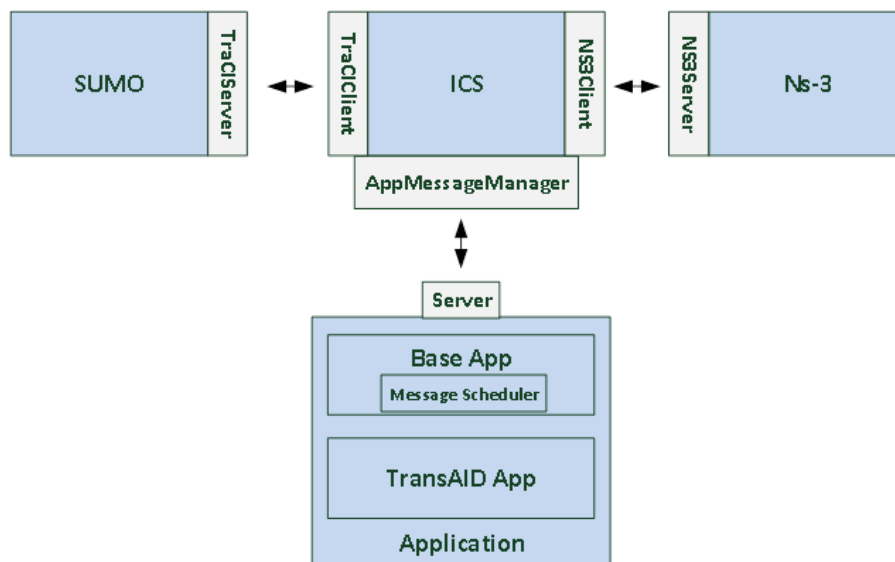 SUMO
TraCIServer
TraCIClient
ICS
NS3Client
NS3Server
Ns-3
AppMessageManager
Server
Base App
Message Scheduler
TransAID App
Application